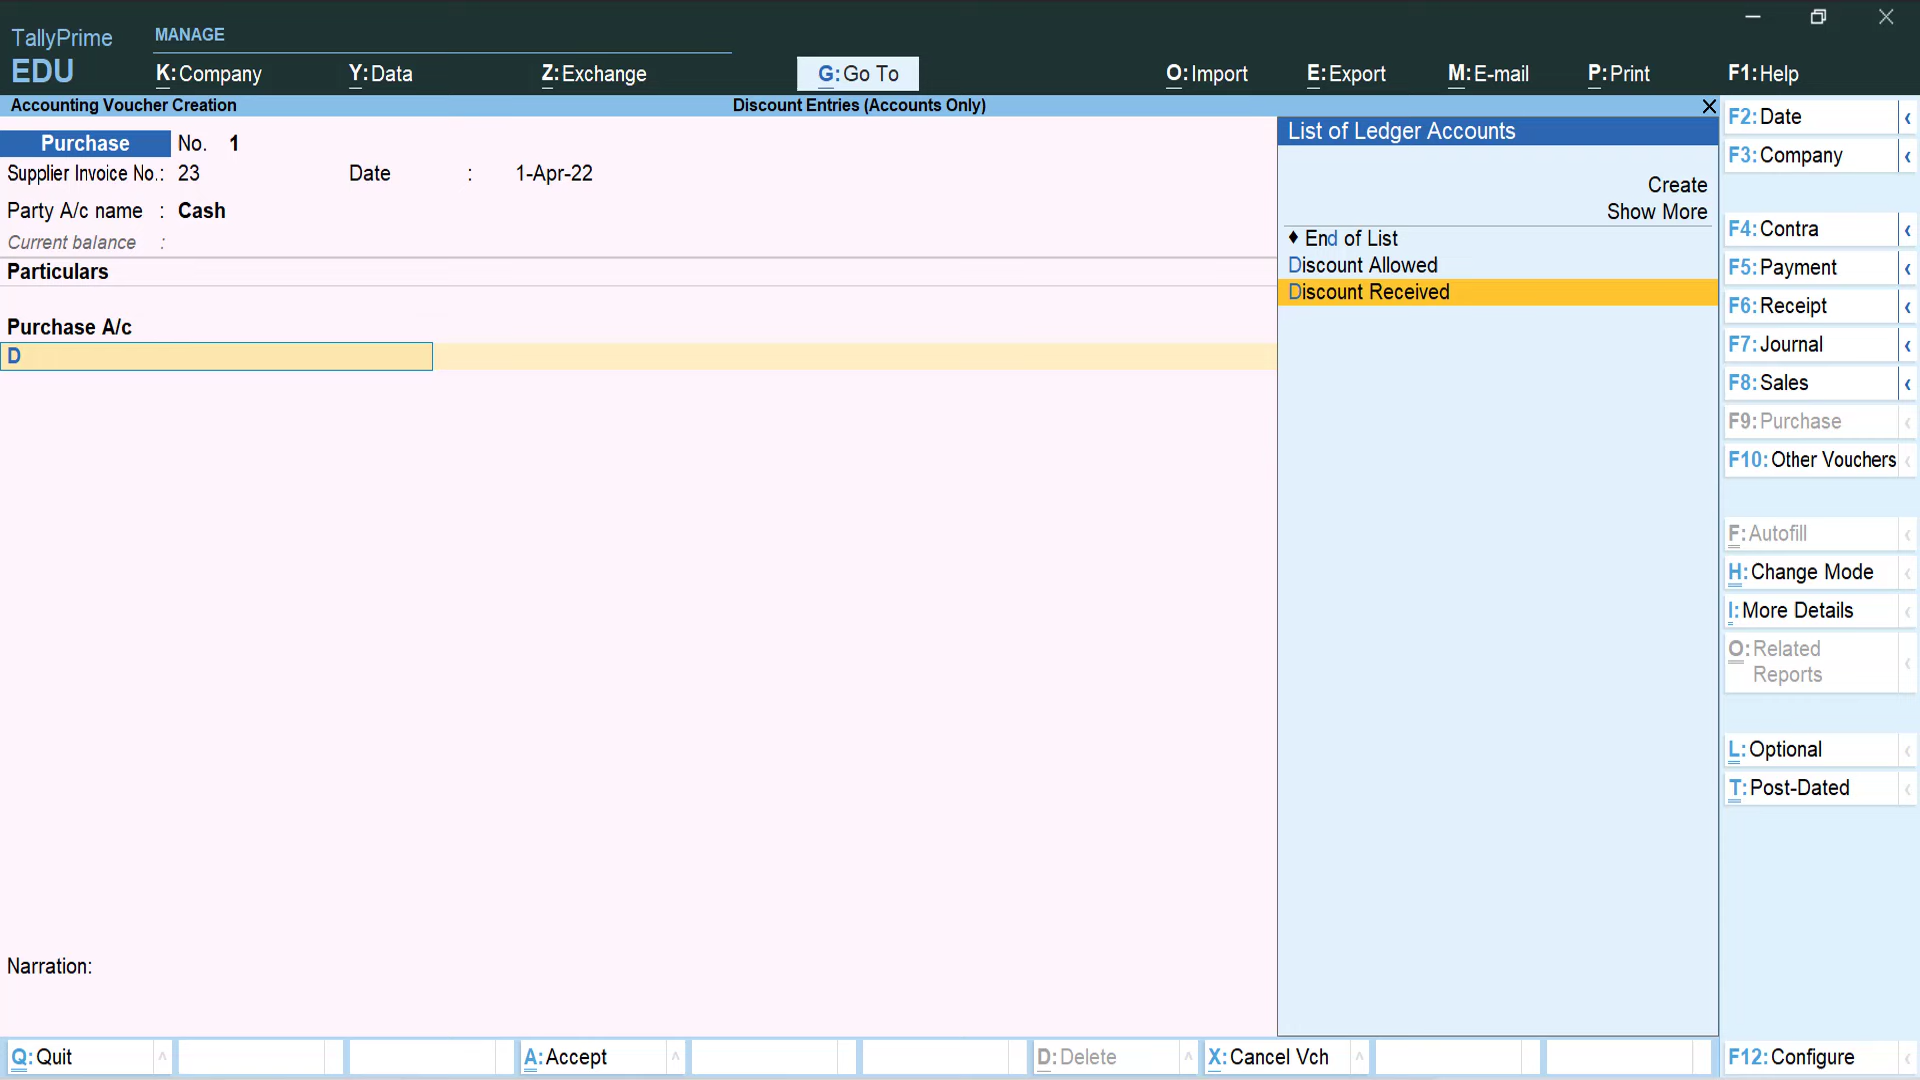 TallyPrime
EDU
MANAGE
K:Company
Y:Data
Z:Exchange
G:Go To
O:Import
E:Export
M:E-mail
P:Print
F1:Help
Accounting Voucher Creation
Discount Entries (Accounts Only)
Purchase No. 1
Supplier Invoice No.: 23 Date : 1-Apr-22
Party A/c name : Cash
Current balance :
Particulars
Purchase A/c
D
Narration:
List of Ledger Accounts
Create
Show More
♦ End of List
Discount Allowed
Discount Received
F2:Date
F3:Company
F4:Contra
F5:Payment
F6:Receipt
F7:Journal
F8:Sales
F9:Purchase
F10:Other Vouchers
F:Autofill
H:Change Mode
I:More Details
O:Related
Reports
L:Optional
T:Post-Dated
Q:Quit
A:Accept
D:Delete
X:Cancel Vch
F12:Configure